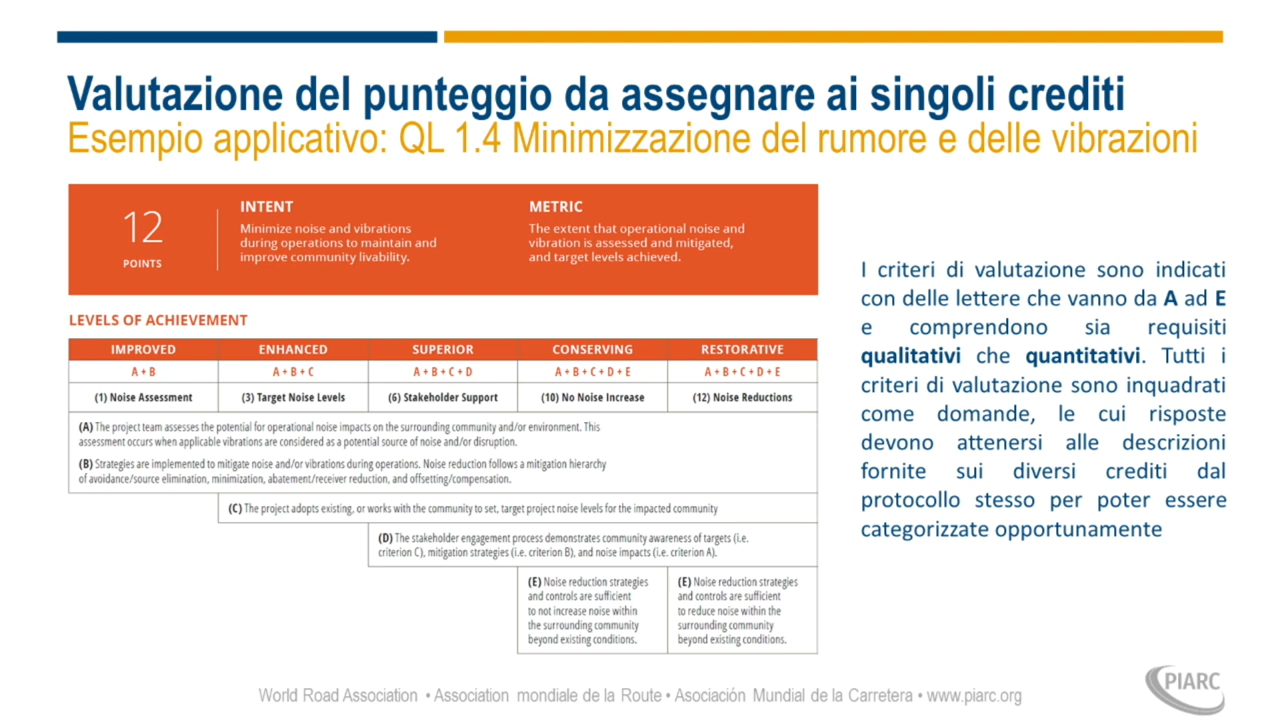 Valutazione del punteggio da assegnare ai singoli crediti
Esempio applicativo: QL 1.4 Minimizzazione del rumore e delle vibrazioni
12
POINTS
INTENT
Minimize noise and vibrations
during operations to maintain and
improve community livability.
METRIC
The extent that operational noise and
vibration is assessed and mitigated,
and target levels achieved.
LEVELS OF ACHIEVEMENT
IMPROVED ENHANCED SUPERIOR CONSERVING RESTORATIVE
A + B A + B + C A + B + C + D A + B + C + D + E A + B + C + D + E
(1) Noise Assessment (3) Target Noise Levels (6) Stakeholder Support (10) No Noise Increase (12) Noise Reductions
(A) The project team assesses the potential for operational noise impacts on the surrounding community and/or environment. This
assessment occurs when applicable vibrations are considered as a potential source of noise and/or disruption.
(B) Strategies are implemented to mitigate noise and/or vibrations during operations. Noise reduction follows a mitigation hierarchy
of avoidance/source elimination, minimization, abatement/receiver reduction, and offsetting/compensation.
(C) The project adopts existing, or works with the community to set, target project noise levels for the impacted community
(D) The stakeholder engagement process demonstrates community awareness of targets (i.e.
criterion C), mitigation strategies (i.e. criterion B), and noise impacts (i.e. criterion A).
(E) Noise reduction strategies
and controls are sufficient
to not increase noise within
the surrounding community
beyond existing conditions.
(E) Noise reduction strategies
and controls are sufficient
to reduce noise within the
surrounding community
beyond existing conditions.
I criteri di valutazione sono indicati
con delle lettere che vanno da A ad E
e comprendono sia requisiti
qualitativi che quantitativi. Tutti i
criteri di valutazione sono inquadrati
come domande, le cui risposte
devono attenersi alle descrizioni
fornite sui diversi crediti dal
protocollo stesso per poter essere
categorizzate opportunamente
World Road Association • Association mondiale de la Route • Asociación Mundial de la Carretera • www.piarc.org
PIARC